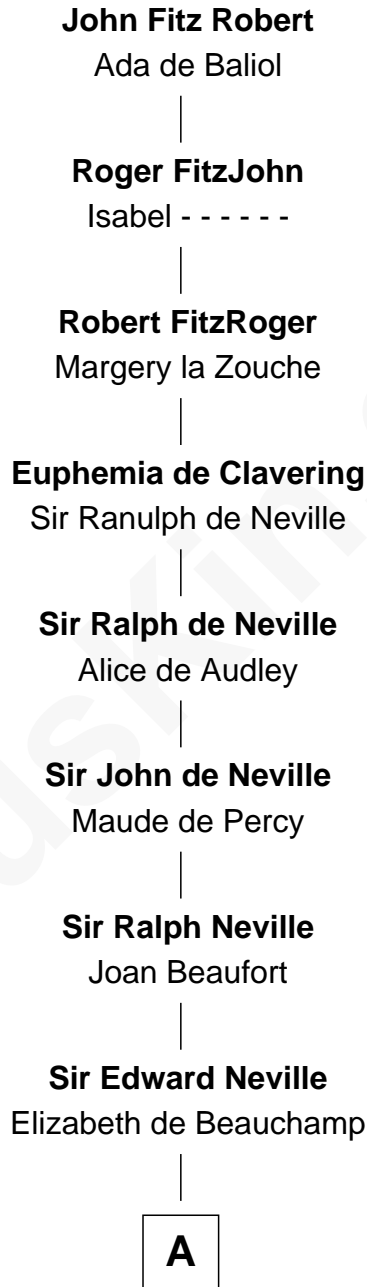 John Fitz Robert
Ada de Baliol
Roger FitzJohn
Isabel - - - - - -
Robert FitzRoger
Margery la Zouche
Euphemia de Clavering
Sir Ranulph de Neville
Sir Ralph de Neville
Alice de Audley
Sir John de Neville
Maude de Percy
Sir Ralph Neville
Joan Beaufort
Sir Edward Neville
Elizabeth de Beauchamp
A